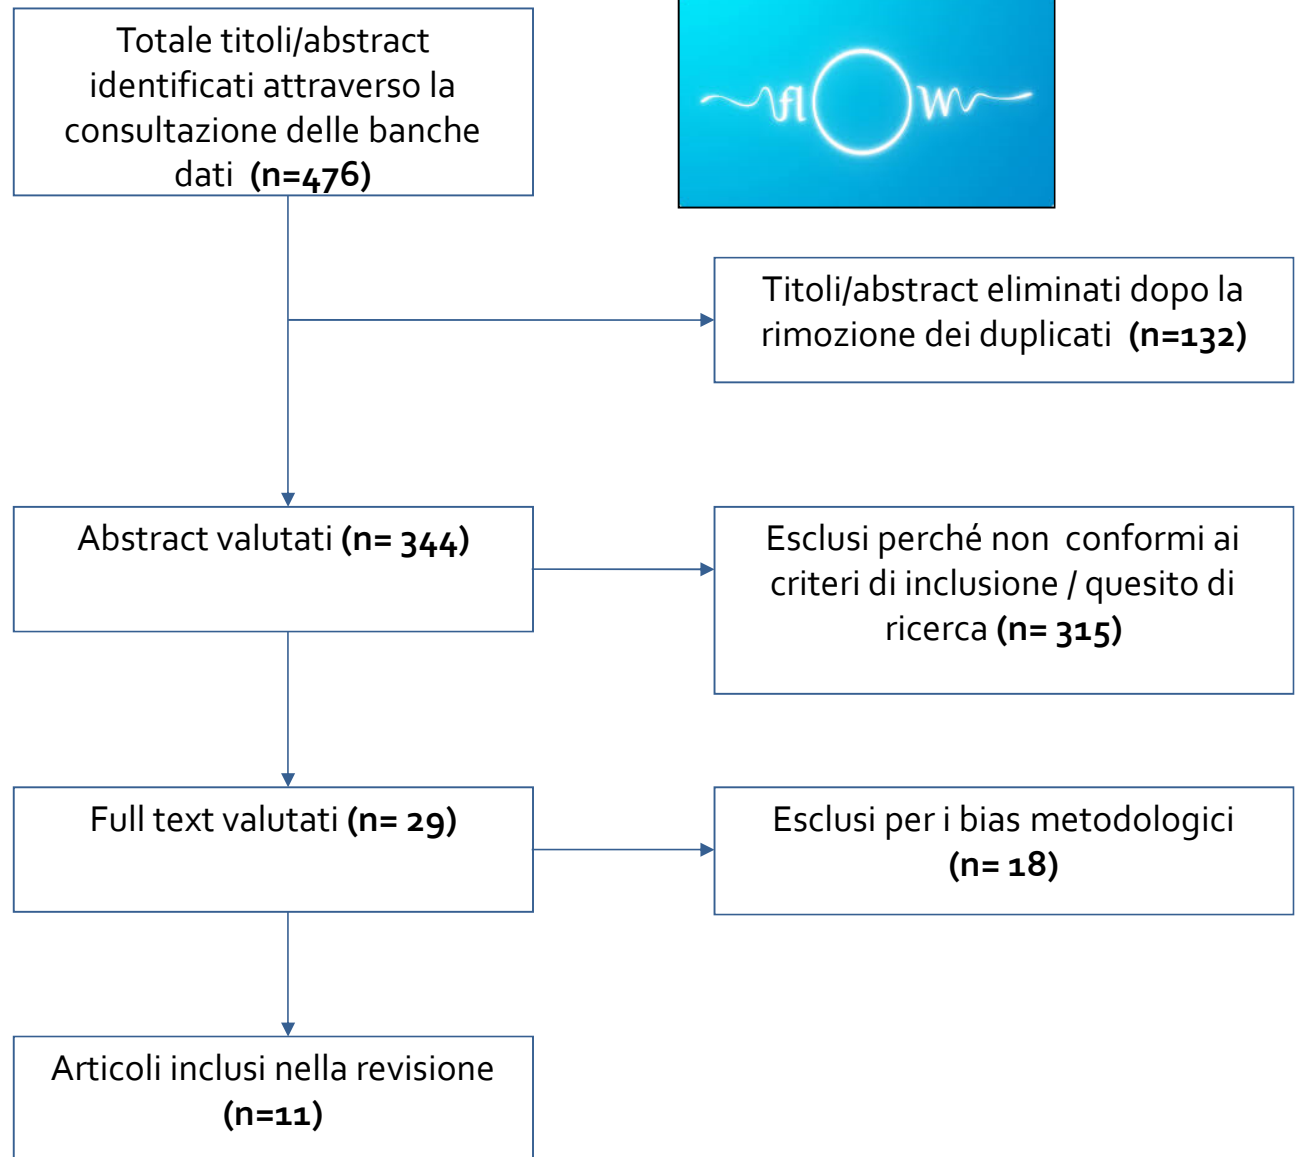 Totale titoli/abstract
identificati attraverso la
consultazione delle banche
dati (n=476)
flOW
Titoli/abstract eliminati dopo la
rimozione dei duplicati (n=132)
Abstract valutati (n= 344)
Esclusi perché non conformi ai
criteri di inclusione / quesito di
ricerca (n= 315)
Full text valutati (n= 29)
Esclusi per i bias metodologici
(n= 18)
Articoli inclusi nella revisione
(n=11)